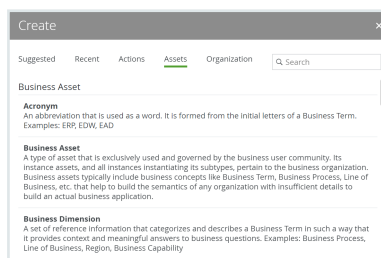 Create
×
Suggested Recent Actions Assets Organization Search
Business Asset
Acronym
An abbreviation that is used as a word. It is formed from the initial letters of a Business Term.
Examples: ERP, EDW, EAD
Business Asset
A type of asset that is exclusively used and governed by the business user community. Its
instance assets, and all instances instantiating its subtypes, pertain to the business organization.
Business assets typically include business concepts like Business Term, Business Process, Line of
Business, etc. that help to build the semantics of any organization with insufficient details to
build an actual business application.
Business Dimension
A set of reference information that categorizes and describes a Business Term in such a way that
it provides context and meaningful answers to business questions. Examples: Business Process,
Line of Business, Region, Business Capability